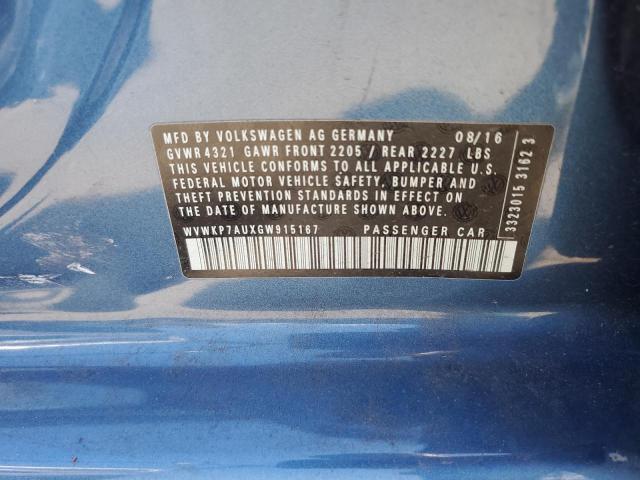 MFD BY VOLKSWAGEN AG GERMANY 08/16
GVWR 4321 GAWR FRONT 2205 / REAR 2227 LBS
THIS VEHICLE CONFORMS TO ALL APPLICABLE U.S.
FEDERAL MOTOR VEHICLE SAFETY, BUMPER AND
THEFT PREVENTION STANDARDS IN EFFECT ON
THE DATE OF MANUFACTURE SHOWN ABOVE.
WVWKP7AUXGW915167 PASSENGER CAR
3323015 3162 3